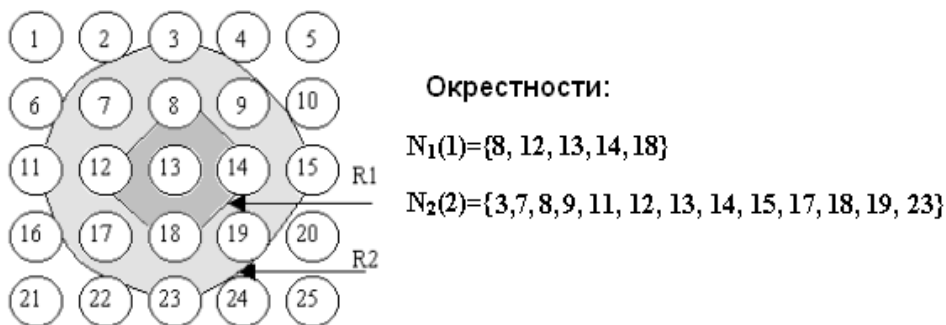 1 2 3 4 5
6 7 8 9 10
Окрестности:
N₁(1)={8, 12, 13, 14, 18}
11 12 13 14 15
R1
N₂(2)={3,7, 8,9, 11, 12, 13, 14, 15, 17, 18, 19, 23}
16 17 18 19 20
R2
21 22 23 24 25